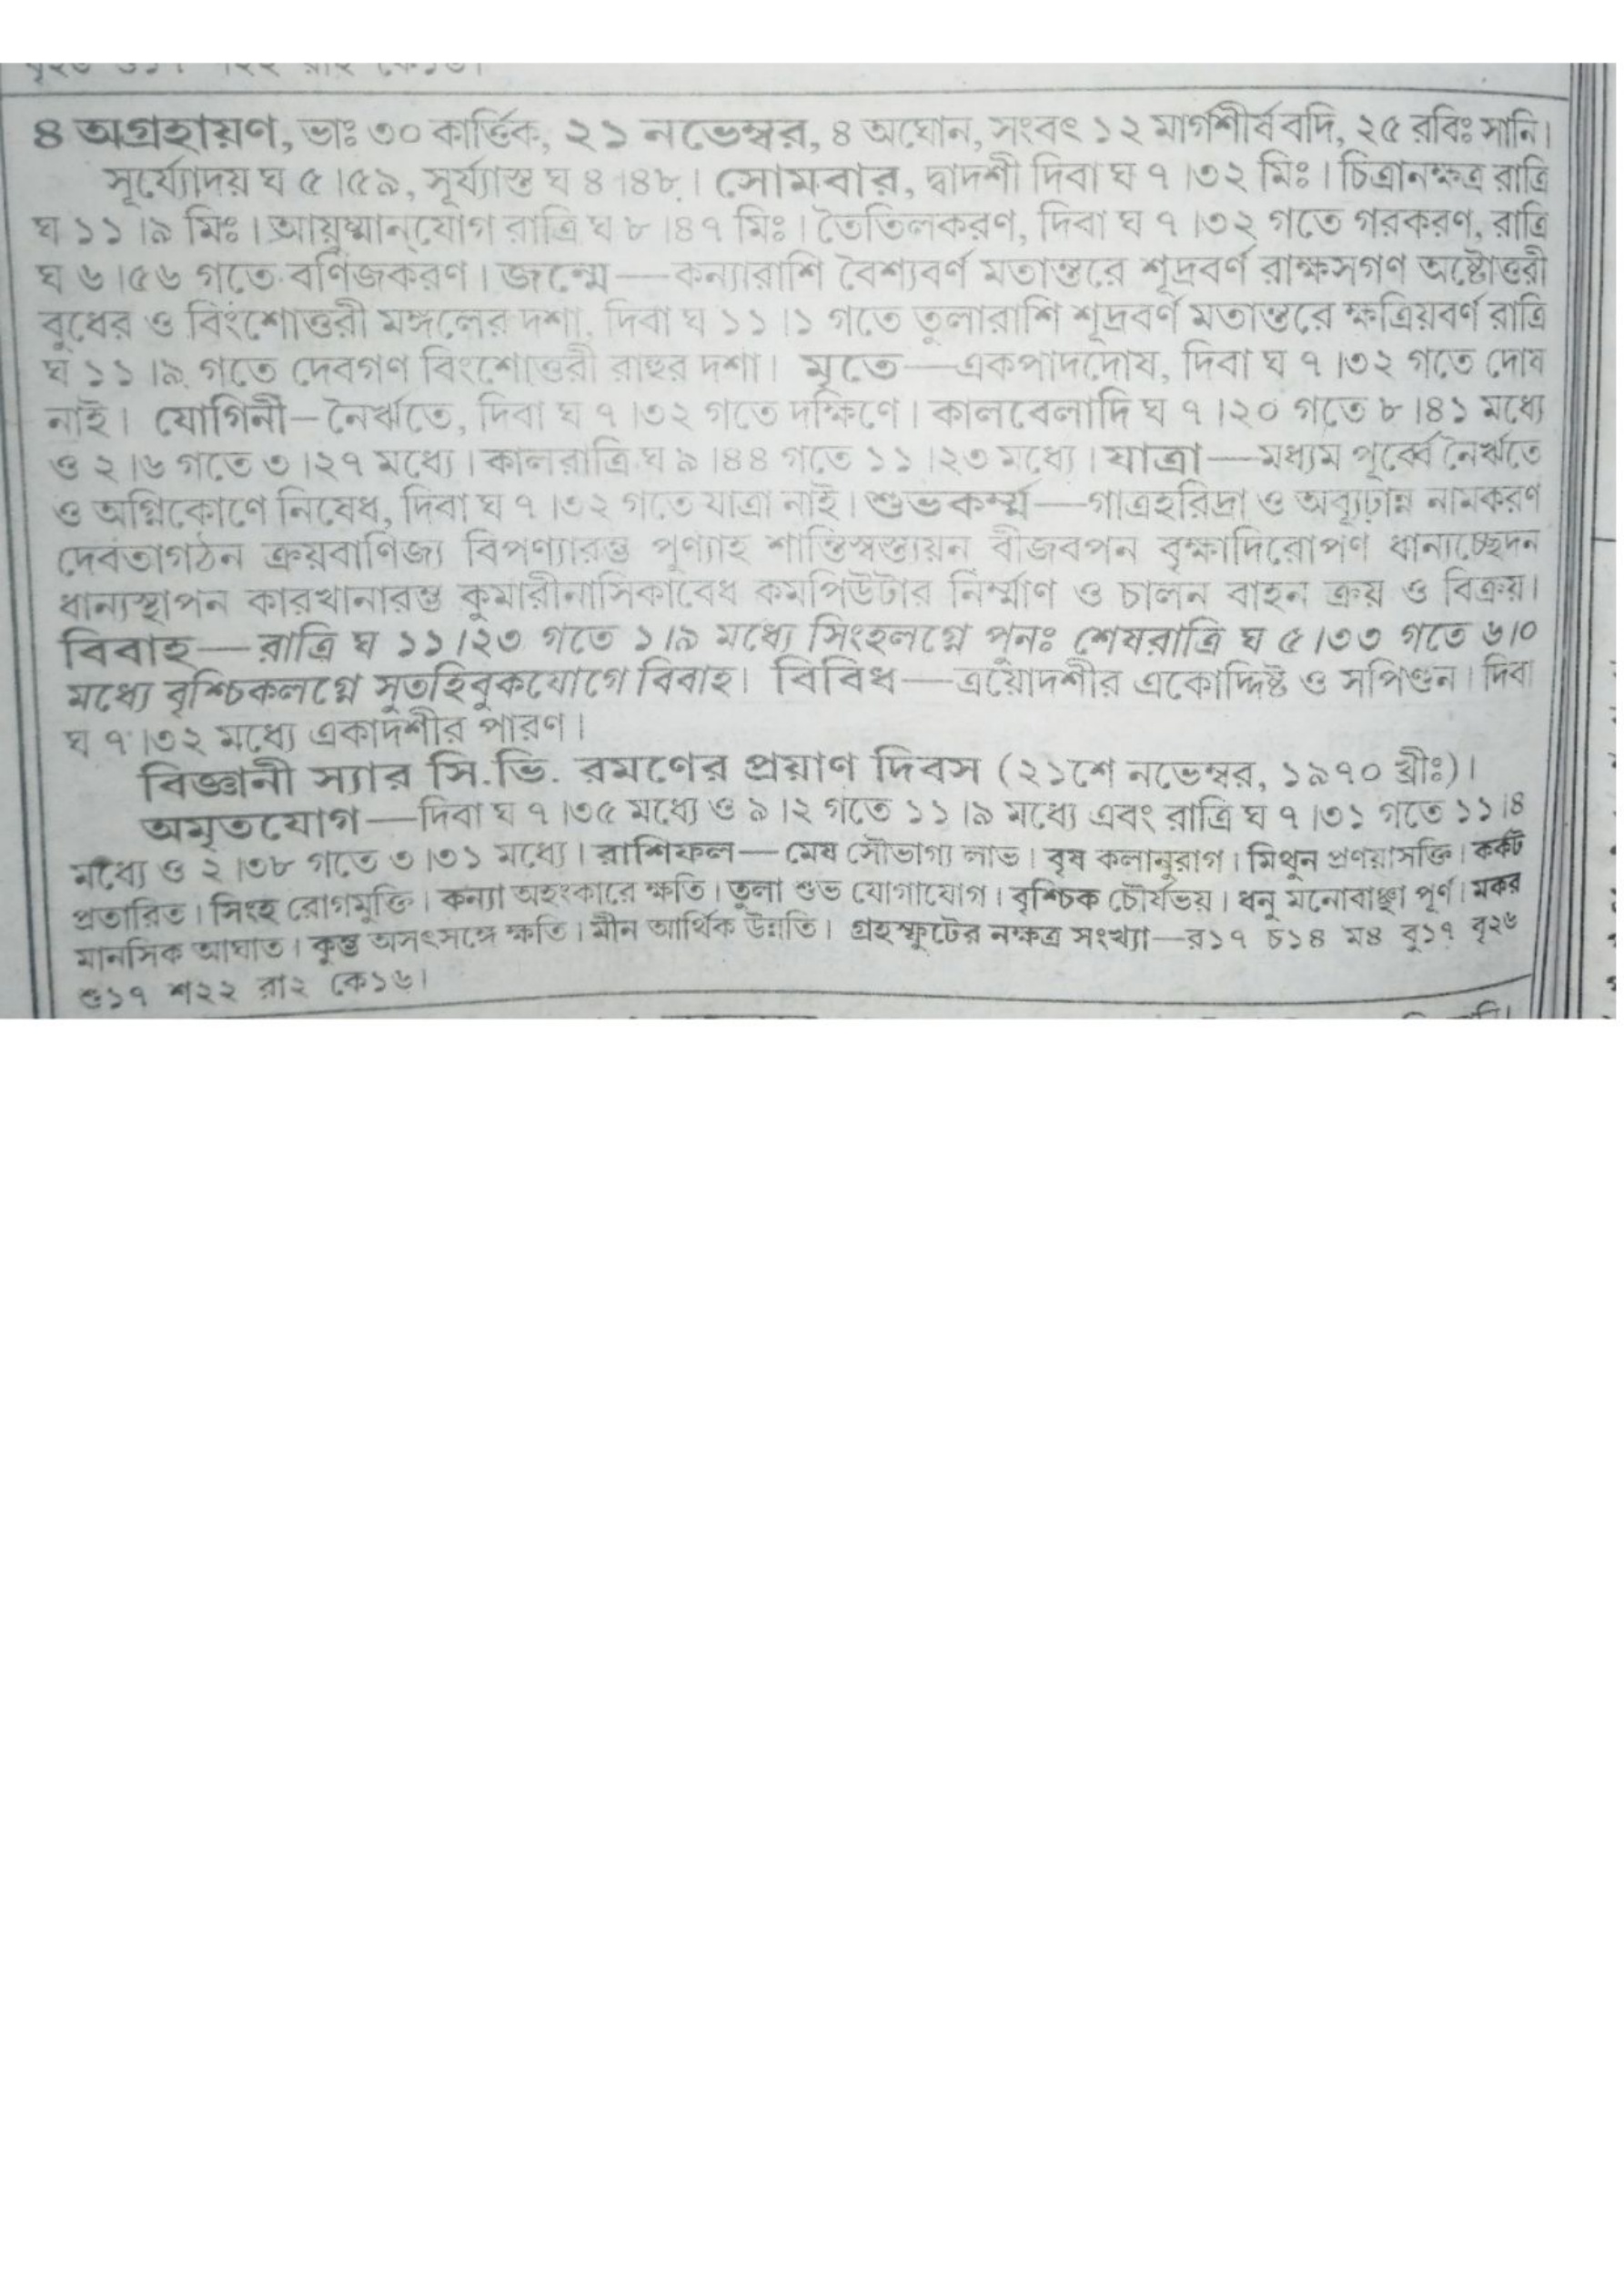 ৪ অগ্রহায়ণ, ভাঃ ৩০ কার্ত্তিক, ২১ নভেম্বর, ৪ অঘোন, সংবৎ ১২ মার্গশীর্ষ বদি, ২৫ রবিঃ সানি।
সূর্য্যোদয় ঘ ৫।৫৯, সূর্য্যাস্ত ঘ ৪।৪৮। সোমবার, দ্বাদশী দিবা ঘ ৭।৩২ মিঃ। চিত্রানক্ষত্র রাত্রি
ঘ ১১।৯ মিঃ। আয়ুষ্মান্‌যোগ রাত্রি ঘ ৮।৪৭ মিঃ। তৈতিলকরণ, দিবা ঘ ৭।৩২ গতে গরকরণ, রাত্রি
ঘ ৬।৫৬ গতে বণিজকরণ। জন্মে—কন্যারাশি বৈশ্যবর্ণ মতান্তরে শূদ্রবর্ণ রাক্ষসগণ অষ্টোত্তরী
বুধের ও বিংশোত্তরী মঙ্গলের দশা, দিবা ঘ ১১।১ গতে তুলারাশি শূদ্রবর্ণ মতান্তরে ক্ষত্রিয়বর্ণ রাত্রি
ঘ ১১।৯ গতে দেবগণ বিংশোত্তরী রাহুর দশা। মৃতে—একপাদদোষ, দিবা ঘ ৭।৩২ গতে দোষ
নাই। যোগিনী—নৈর্ঋতে, দিবা ঘ ৭।৩২ গতে দক্ষিণে। কালবেলাদি ঘ ৭।২০ গতে ৮।৪১ মধ্যে
ও ২।৬ গতে ৩।২৭ মধ্যে। কালরাত্রি ঘ ৯।৪৪ গতে ১১।২৩ মধ্যে। যাত্রা—মধ্যম পূর্ব্বে নৈর্ঋতে
ও অগ্নিকোণে নিষেধ, দিবা ঘ ৭।৩২ গতে যাত্রা নাই। শুভকর্ম্ম—গাত্রহরিদ্রা ও অব্যূঢ়ান্ন নামকরণ
দেবতাগঠন ক্রয়বাণিজ্য বিপণ্যারম্ভ পুণ্যাহ শান্তিস্বস্ত্যয়ন বীজবপন বৃক্ষাদিরোপণ ধান্যচ্ছেদন
ধান্যস্থাপন কারখানারম্ভ কুমারীনাসিকাবেধ কমপিউটার নির্ম্মাণ ও চালন বাহন ক্রয় ও বিক্রয়।
বিবাহ—রাত্রি ঘ ১১।২৩ গতে ১।৯ মধ্যে সিংহলগ্নে পুনঃ শেষরাত্রি ঘ ৫।৩৩ গতে ৬।০
মধ্যে বৃশ্চিকলগ্নে সুতহিবুকযোগে বিবাহ। বিবিধ—ত্রয়োদশীর একোদ্দিষ্ট ও সপিণ্ডন। দিবা
ঘ ৭।৩২ মধ্যে একাদশীর পারণ।
বিজ্ঞানী স্যার সি.ভি. রমণের প্রয়াণ দিবস (২১শে নভেম্বর, ১৯৭০ খ্রীঃ)।
অমৃতযোগ—দিবা ঘ ৭।৩৫ মধ্যে ও ৯।২ গতে ১১।৯ মধ্যে এবং রাত্রি ঘ ৭।৩১ গতে ১১।৪
মধ্যে ও ২।৩৮ গতে ৩।৩১ মধ্যে। রাশিফল—মেষ সৌভাগ্য লাভ। বৃষ কলানুরাগ। মিথুন প্রণয়াসক্তি। কর্কট
প্রতারিত। সিংহ রোগমুক্তি। কন্যা অহংকারে ক্ষতি। তুলা শুভ যোগাযোগ। বৃশ্চিক চৌর্যভয়। ধনু মনোবাঞ্ছা পূর্ণ। মকর
মানসিক আঘাত। কুম্ভ অসৎসঙ্গে ক্ষতি। মীন আর্থিক উন্নতি। গ্রহস্ফুটের নক্ষত্র সংখ্যা—র১৭ চ১৪ ম৪ বু১৭ বৃ২৬
শু১৭ শ২২ রা২ কে১৬।